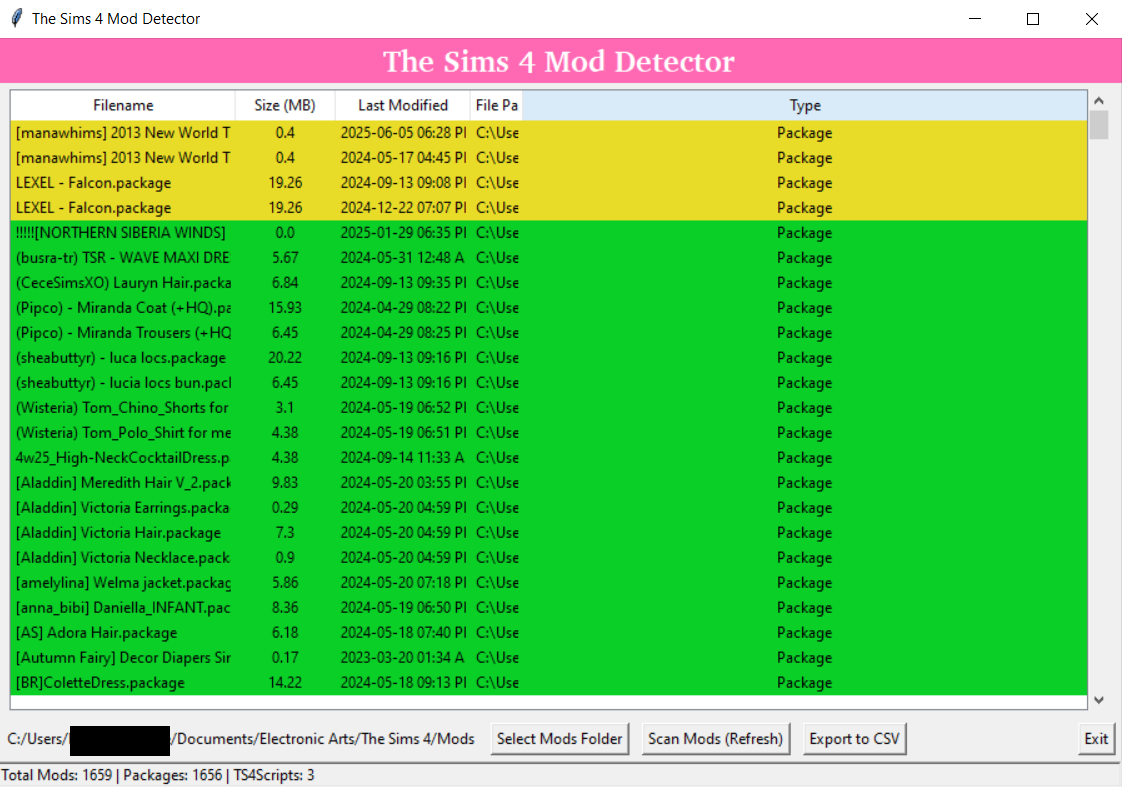 The Sims 4 Mod Detector
The Sims 4 Mod Detector
Filename Size (MB) Last Modified File Pa Type
[manawhims] 2013 New World T 0.4 2025-06-05 06:28 PI C:\Use Package
[manawhims] 2013 New World T 0.4 2024-05-17 04:45 PI C:\Use Package
LEXEL - Falcon.package 19.26 2024-09-13 09:08 PI C:\Use Package
LEXEL - Falcon.package 19.26 2024-12-22 07:07 PI C:\Use Package
!!!!![NORTHERN SIBERIA WINDS] 0.0 2025-01-29 06:35 PI C:\Use Package
(busra-tr) TSR - WAVE MAXI DRE 5.67 2024-05-31 12:48 A C:\Use Package
(CeceSimsXO) Lauryn Hair.packa 6.84 2024-09-13 09:35 PI C:\Use Package
(Pipco) - Miranda Coat (+HQ).pa 15.93 2024-04-29 08:22 PI C:\Use Package
(Pipco) - Miranda Trousers (+HQ 6.45 2024-04-29 08:25 PI C:\Use Package
(sheabuttyr) - luca locs.package 20.22 2024-09-13 09:16 PI C:\Use Package
(sheabuttyr) - lucia locs bun.pacl 6.45 2024-09-13 09:16 PI C:\Use Package
(Wisteria) Tom_Chino_Shorts for 3.1 2024-05-19 06:52 PI C:\Use Package
(Wisteria) Tom_Polo_Shirt for me 4.38 2024-05-19 06:51 PI C:\Use Package
4w25_High-NeckCocktailDress.p 4.38 2024-09-14 11:33 A C:\Use Package
[Aladdin] Meredith Hair V_2.pack 9.83 2024-05-20 03:55 PI C:\Use Package
[Aladdin] Victoria Earrings.packa 0.29 2024-05-20 04:59 PI C:\Use Package
[Aladdin] Victoria Hair.package 7.3 2024-05-20 04:59 PI C:\Use Package
[Aladdin] Victoria Necklace.pack 0.9 2024-05-20 04:59 PI C:\Use Package
[amelylina] Welma jacket.packag 5.86 2024-05-20 07:18 PI C:\Use Package
[anna_bibi] Daniella_INFANT.pac 8.36 2024-05-19 06:50 PI C:\Use Package
[AS] Adora Hair.package 6.18 2024-05-18 07:40 PI C:\Use Package
[Autumn Fairy] Decor Diapers Sir 0.17 2023-03-20 01:34 A C:\Use Package
[BR]ColetteDress.package 14.22 2024-05-18 09:13 PI C:\Use Package
C:/Users/ /Documents/Electronic Arts/The Sims 4/Mods Select Mods Folder Scan Mods (Refresh) Export to CSV Exit
Total Mods: 1659 | Packages: 1656 | TS4Scripts: 3